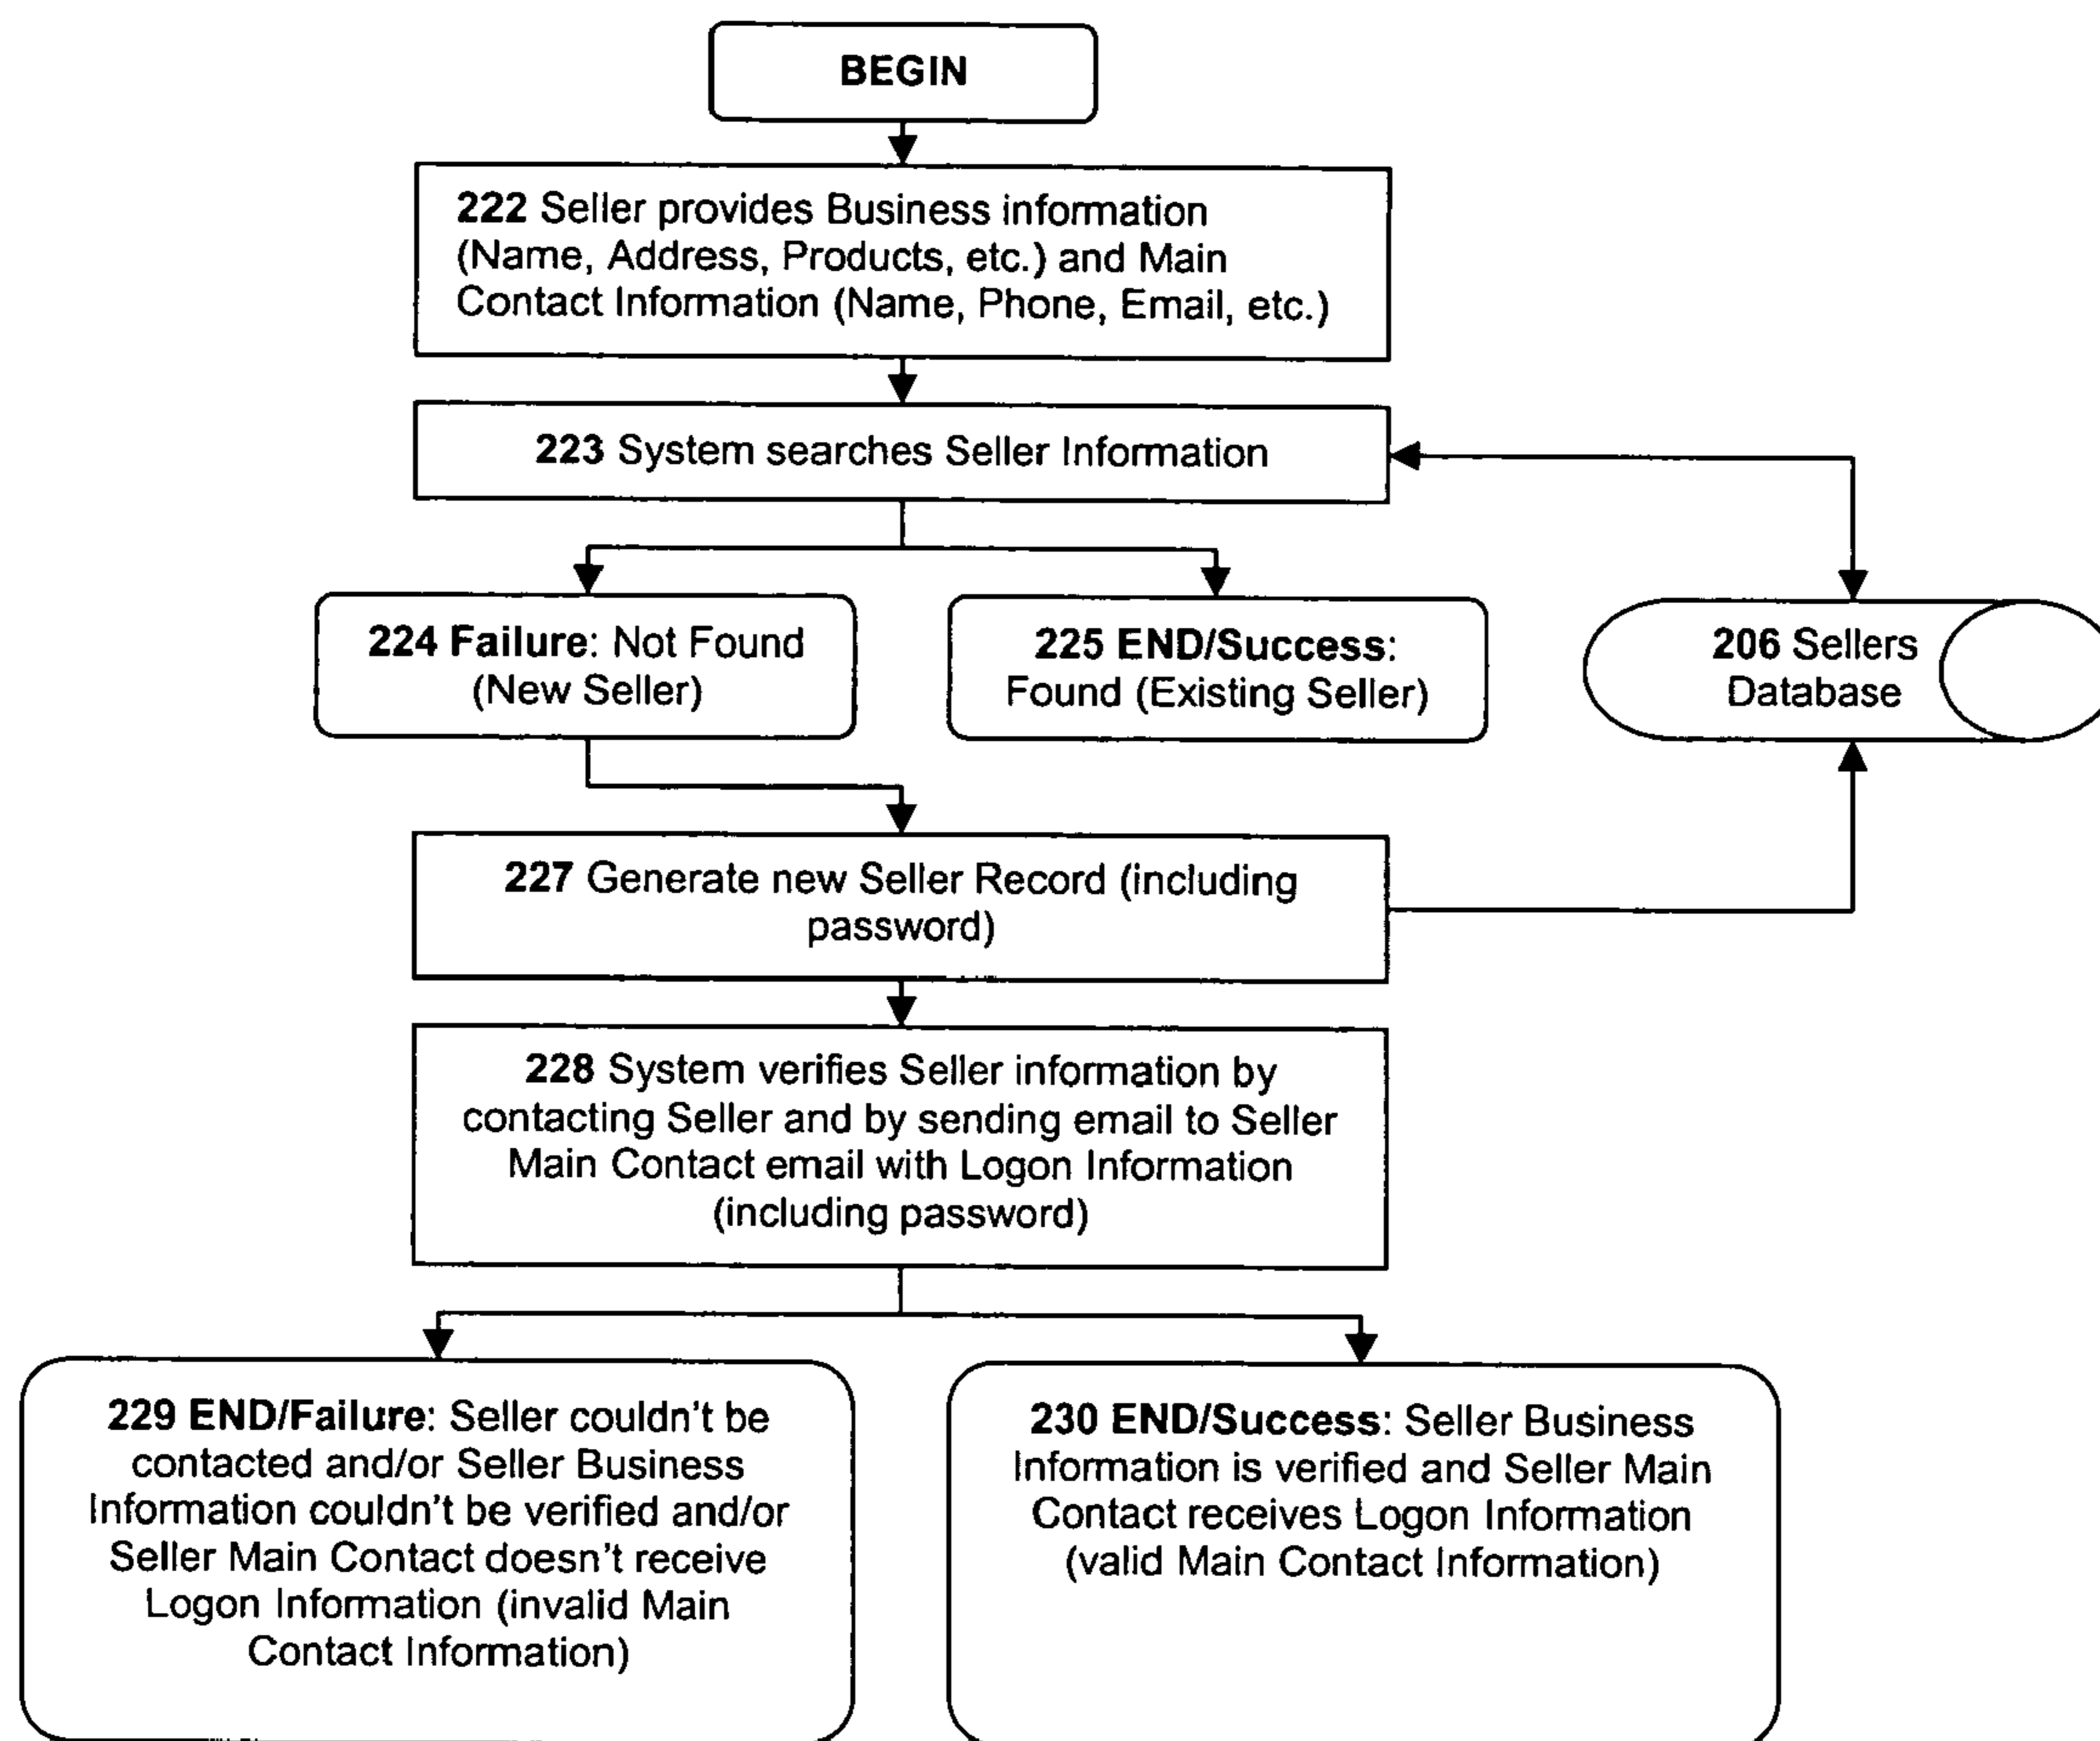 BEGIN
222 Seller provides Business information
(Name, Address, Products, etc.) and Main
Contact Information (Name, Phone, Email, etc.)
223 System searches Seller Information
224 Failure: Not Found
(New Seller)
225 END/Success:
Found (Existing Seller)
206 Sellers
Database
227 Generate new Seller Record (including
password)
228 System verifies Seller information by
contacting Seller and by sending email to Seller
Main Contact email with Logon Information
(including password)
229 END/Failure: Seller couldn't be
contacted and/or Seller Business
Information couldn't be verified and/or
Seller Main Contact doesn't receive
Logon Information (invalid Main
Contact Information)
230 END/Success: Seller Business
Information is verified and Seller Main
Contact receives Logon Information
(valid Main Contact Information)